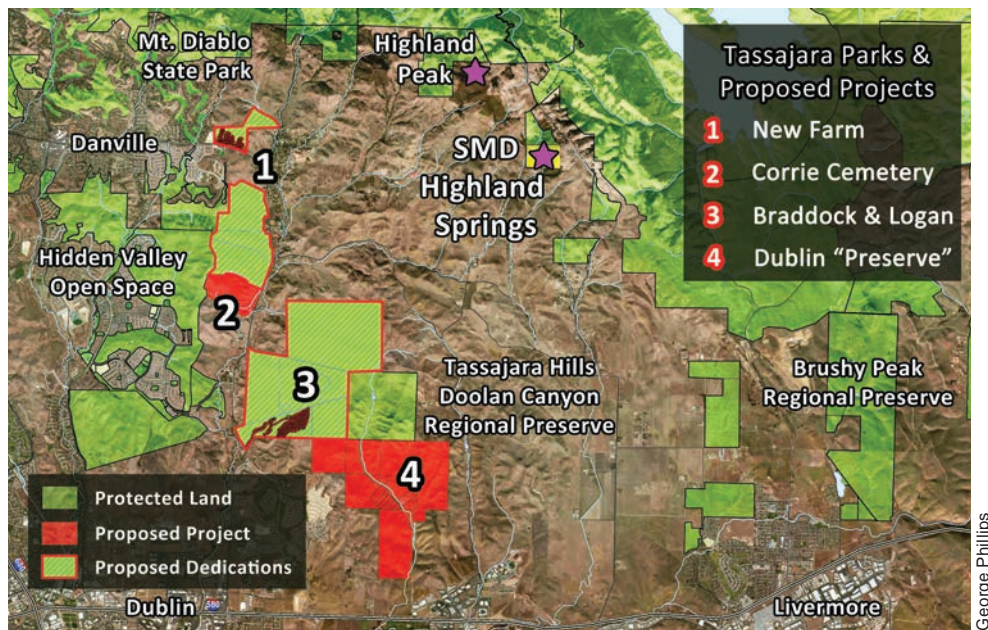 Mt. Diablo
State Park
Highland
Peak
Tassajara Parks &
Proposed Projects
1 New Farm
2 Corrie Cemetery
3 Braddock & Logan
4 Dublin “Preserve”
Danville
1
SMD
Highland
Springs
Hidden Valley
Open Space
2
3
Tassajara Hills
Doolan Canyon
Regional Preserve
Brushy Peak
Regional Preserve
4
Protected Land
Proposed Project
Proposed Dedications
Dublin
580
Livermore
George Phillips